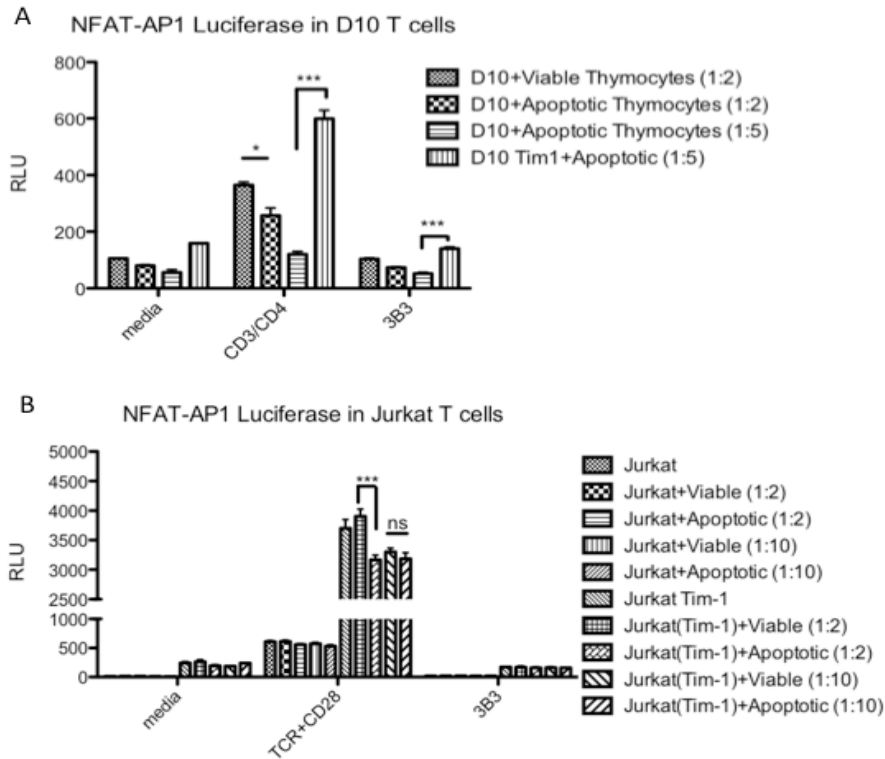 A
NFAT-AP1 Luciferase in D10 T cells
800
600
400
200
0
RLU
***
*
***
media
CD3/CD4
3B3
D10+Viable Thymocytes (1:2)
D10+Apoptotic Thymocytes (1:2)
D10+Apoptotic Thymocytes (1:5)
D10 Tim1+Apoptotic (1:5)
B
NFAT-AP1 Luciferase in Jurkat T cells
5000
4500
4000
3500
3000
2500
1000
500
0
RLU
***
ns
media
TCR+CD28
3B3
Jurkat
Jurkat+Viable (1:2)
Jurkat+Apoptotic (1:2)
Jurkat+Viable (1:10)
Jurkat+Apoptotic (1:10)
Jurkat Tim-1
Jurkat(Tim-1)+Viable (1:2)
Jurkat(Tim-1)+Apoptotic (1:2)
Jurkat(Tim-1)+Viable (1:10)
Jurkat(Tim-1)+Apoptotic (1:10)